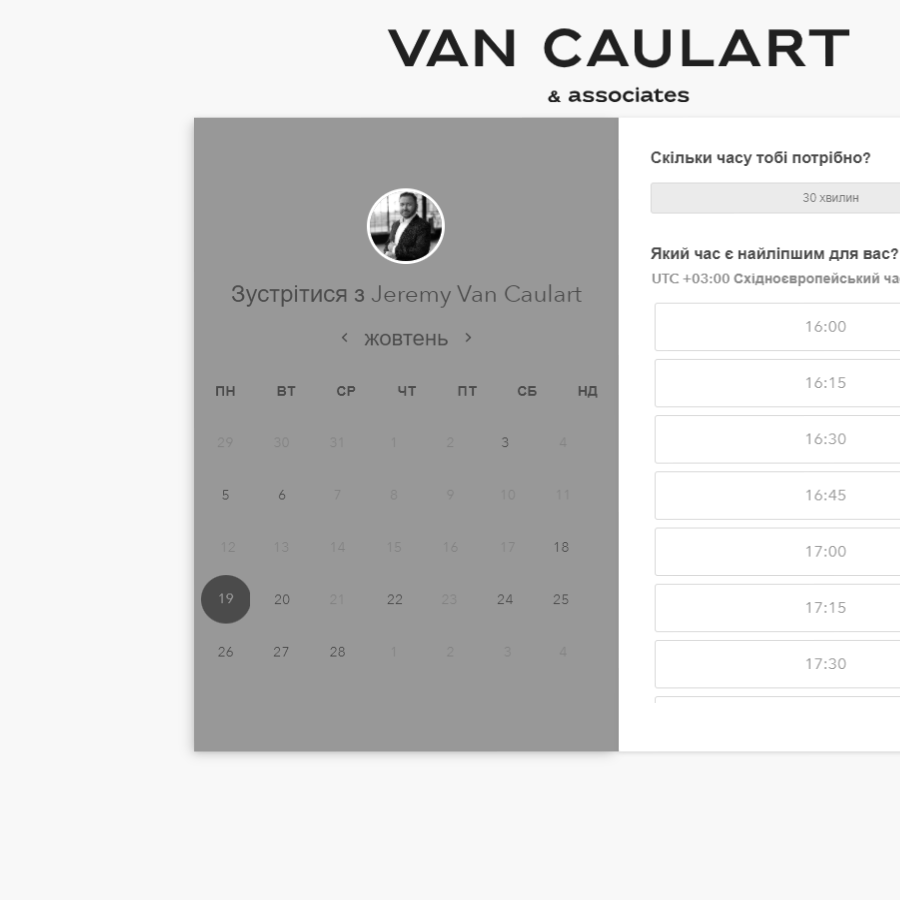 VAN CAULART
& associates
Зустрітися з Jeremy Van Caulart
жовтень
ПН ВТ СР ЧТ ПТ СБ НД
29 30 31 1 2 3 4
5 6 7 8 9 10 11
12 13 14 15 16 17 18
19 20 21 22 23 24 25
26 27 28 1 2 3 4
Скільки часу тобі потрібно?
30 хвилин
Який час є найліпшим для вас?
UTC +03:00 Східноєвропейський ча
16:00
16:15
16:30
16:45
17:00
17:15
17:30